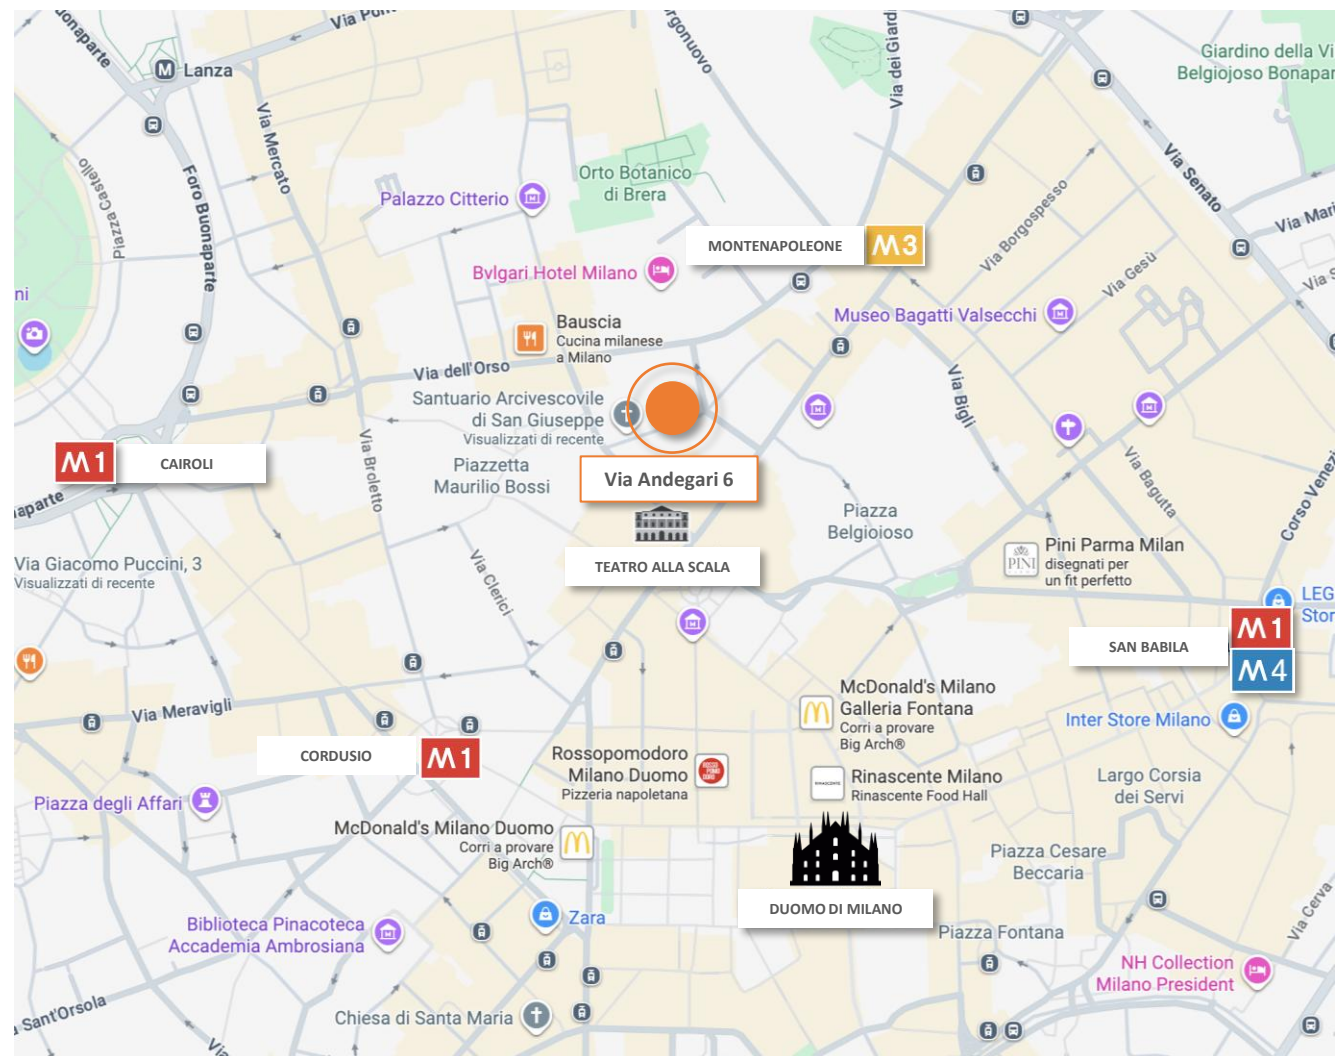 Via Pon
Lanza
Via Mercato
Foro Buonaparte
Piazza Castello
Via dei Giard
Giardino della Vi
Belgiojoso Bonapar
Via Senato
Via Mari
Orto Botanico
di Brera
Palazzo Citterio
MONTENAPOLEONE
M3
Via Borgospesso
Via Gesù
Bvlgari Hotel Milano
Museo Bagatti Valsecchi
Bauscia
Cucina milanese
a Milano
Via dell'Orso
Santuario Arcivescovile
di San Giuseppe
Visualizzati di recente
Via Bigli
M1
CAIROLI
Via Broletto
Piazzetta
Maurilio Bossi
Via Andegari 6
Via Bagutta
Corso Venezi
Piazza
Belgioioso
TEATRO ALLA SCALA
Pini Parma Milan
disegnati per
un fit perfetto
PINI
Via Giacomo Puccini, 3
Visualizzati di recente
Via Clerici
LEG
Stor
SAN BABILA
M1
M4
McDonald's Milano
Galleria Fontana
Corri a provare
Big Arch®
Via Meravigli
Inter Store Milano
CORDUSIO
M1
Rossopomodoro
Milano Duomo
Pizzeria napoletana
Rinascente Milano
Rinascente Food Hall
Largo Corsia
dei Servi
Piazza degli Affari
McDonald's Milano Duomo
Corri a provare
Big Arch®
Piazza Cesare
Beccaria
DUOMO DI MILANO
Zara
Biblioteca Pinacoteca
Accademia Ambrosiana
Piazza Fontana
Via Cerva
NH Collection
Milano President
Sant'Orsola
Chiesa di Santa Maria